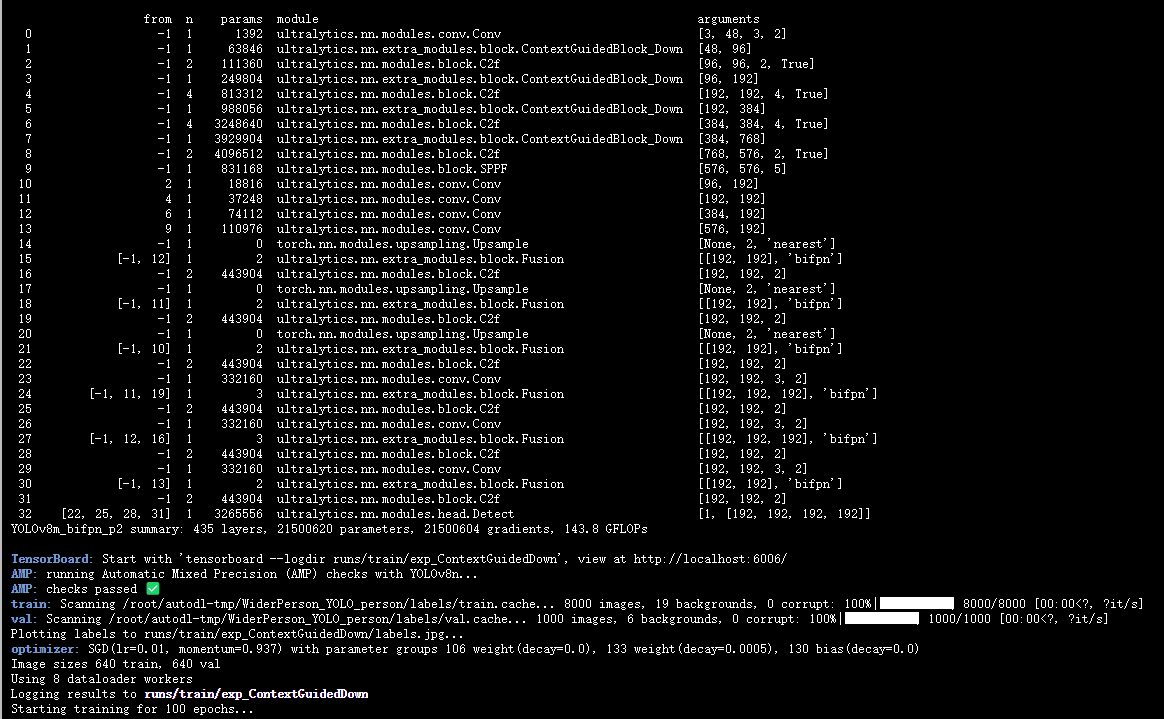 from n params module arguments
0 -1 1 1392 ultralytics.nn.modules.conv.Conv [3, 48, 3, 2]
1 -1 1 63846 ultralytics.nn.extra_modules.block.ContextGuidedBlock_Down [48, 96]
2 -1 2 111360 ultralytics.nn.modules.block.C2f [96, 96, 2, True]
3 -1 1 249804 ultralytics.nn.extra_modules.block.ContextGuidedBlock_Down [96, 192]
4 -1 4 813312 ultralytics.nn.modules.block.C2f [192, 192, 4, True]
5 -1 1 988056 ultralytics.nn.extra_modules.block.ContextGuidedBlock_Down [192, 384]
6 -1 4 3248640 ultralytics.nn.modules.block.C2f [384, 384, 4, True]
7 -1 1 3929904 ultralytics.nn.extra_modules.block.ContextGuidedBlock_Down [384, 768]
8 -1 2 4096512 ultralytics.nn.modules.block.C2f [768, 576, 2, True]
9 -1 1 831168 ultralytics.nn.modules.block.SPPF [576, 576, 5]
10 2 1 18816 ultralytics.nn.modules.conv.Conv [96, 192]
11 4 1 37248 ultralytics.nn.modules.conv.Conv [192, 192]
12 6 1 74112 ultralytics.nn.modules.conv.Conv [384, 192]
13 9 1 110976 ultralytics.nn.modules.conv.Conv [576, 192]
14 -1 1 0 torch.nn.modules.upsampling.Upsample [None, 2, 'nearest']
15 [-1, 12] 1 2 ultralytics.nn.extra_modules.block.Fusion [[192, 192], 'bifpn']
16 -1 2 443904 ultralytics.nn.modules.block.C2f [192, 192, 2]
17 -1 1 0 torch.nn.modules.upsampling.Upsample [None, 2, 'nearest']
18 [-1, 11] 1 2 ultralytics.nn.extra_modules.block.Fusion [[192, 192], 'bifpn']
19 -1 2 443904 ultralytics.nn.modules.block.C2f [192, 192, 2]
20 -1 1 0 torch.nn.modules.upsampling.Upsample [None, 2, 'nearest']
21 [-1, 10] 1 2 ultralytics.nn.extra_modules.block.Fusion [[192, 192], 'bifpn']
22 -1 2 443904 ultralytics.nn.modules.block.C2f [192, 192, 2]
23 -1 1 332160 ultralytics.nn.modules.conv.Conv [192, 192, 3, 2]
24 [-1, 11, 19] 1 3 ultralytics.nn.extra_modules.block.Fusion [[192, 192, 192], 'bifpn']
25 -1 2 443904 ultralytics.nn.modules.block.C2f [192, 192, 2]
26 -1 1 332160 ultralytics.nn.modules.conv.Conv [192, 192, 3, 2]
27 [-1, 12, 16] 1 3 ultralytics.nn.extra_modules.block.Fusion [[192, 192, 192], 'bifpn']
28 -1 2 443904 ultralytics.nn.modules.block.C2f [192, 192, 2]
29 -1 1 332160 ultralytics.nn.modules.conv.Conv [192, 192, 3, 2]
30 [-1, 13] 1 2 ultralytics.nn.extra_modules.block.Fusion [[192, 192], 'bifpn']
31 -1 2 443904 ultralytics.nn.modules.block.C2f [192, 192, 2]
32 [22, 25, 28, 31] 1 3265556 ultralytics.nn.modules.head.Detect [1, [192, 192, 192, 192]]
YOLOv8m_bifpn_p2 summary: 435 layers, 21500620 parameters, 21500604 gradients, 143.8 GFLOPs
TensorBoard: Start with 'tensorboard --logdir runs/train/exp_ContextGuidedDown', view at http://localhost:6006/
AMP: running Automatic Mixed Precision (AMP) checks with YOLOv8n...
AMP: checks passed ✅
train: Scanning /root/autodl-tmp/WiderPerson_YOLO_person/labels/train.cache... 8000 images, 19 backgrounds, 0 corrupt: 100%|██████████| 8000/8000 [00:00<?, ?it/s]
val: Scanning /root/autodl-tmp/WiderPerson_YOLO_person/labels/val.cache... 1000 images, 6 backgrounds, 0 corrupt: 100%|██████████| 1000/1000 [00:00<?, ?it/s]
Plotting labels to runs/train/exp_ContextGuidedDown/labels.jpg...
optimizer: SGD(lr=0.01, momentum=0.937) with parameter groups 106 weight(decay=0.0), 133 weight(decay=0.0005), 130 bias(decay=0.0)
Image sizes 640 train, 640 val
Using 8 dataloader workers
Logging results to runs/train/exp_ContextGuidedDown
Starting training for 100 epochs...